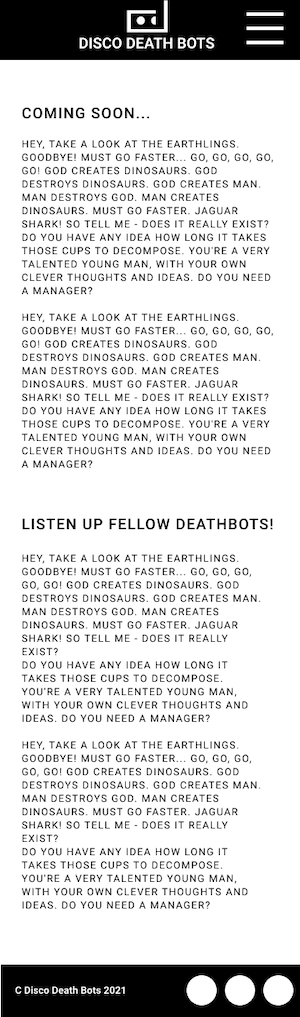 DISCO DEATH BOTS
COMING SOON...
HEY, TAKE A LOOK AT THE EARTHLINGS.
GOODBYE! MUST GO FASTER... GO, GO, GO, GO,
GO! GOD CREATES DINOSAURS. GOD
DESTROYS DINOSAURS. GOD CREATES MAN.
MAN DESTROYS GOD. MAN CREATES
DINOSAURS. MUST GO FASTER. JAGUAR
SHARK! SO TELL ME - DOES IT REALLY EXIST?
DO YOU HAVE ANY IDEA HOW LONG IT TAKES
THOSE CUPS TO DECOMPOSE. YOU'RE A VERY
TALENTED YOUNG MAN, WITH YOUR OWN
CLEVER THOUGHTS AND IDEAS. DO YOU NEED
A MANAGER?
HEY, TAKE A LOOK AT THE EARTHLINGS.
GOODBYE! MUST GO FASTER... GO, GO, GO, GO,
GO! GOD CREATES DINOSAURS. GOD
DESTROYS DINOSAURS. GOD CREATES MAN.
MAN DESTROYS GOD. MAN CREATES
DINOSAURS. MUST GO FASTER. JAGUAR
SHARK! SO TELL ME - DOES IT REALLY EXIST?
DO YOU HAVE ANY IDEA HOW LONG IT TAKES
THOSE CUPS TO DECOMPOSE. YOU'RE A VERY
TALENTED YOUNG MAN, WITH YOUR OWN
CLEVER THOUGHTS AND IDEAS. DO YOU NEED
A MANAGER?
LISTEN UP FELLOW DEATHBOTS!
HEY, TAKE A LOOK AT THE EARTHLINGS.
GOODBYE! MUST GO FASTER... GO, GO, GO,
GO, GO! GOD CREATES DINOSAURS. GOD
DESTROYS DINOSAURS. GOD CREATES MAN.
MAN DESTROYS GOD. MAN CREATES
DINOSAURS. MUST GO FASTER. JAGUAR
SHARK! SO TELL ME - DOES IT REALLY
EXIST?
DO YOU HAVE ANY IDEA HOW LONG IT
TAKES THOSE CUPS TO DECOMPOSE.
YOU'RE A VERY TALENTED YOUNG MAN,
WITH YOUR OWN CLEVER THOUGHTS AND
IDEAS. DO YOU NEED A MANAGER?
HEY, TAKE A LOOK AT THE EARTHLINGS.
GOODBYE! MUST GO FASTER... GO, GO, GO,
GO, GO! GOD CREATES DINOSAURS. GOD
DESTROYS DINOSAURS. GOD CREATES MAN.
MAN DESTROYS GOD. MAN CREATES
DINOSAURS. MUST GO FASTER. JAGUAR
SHARK! SO TELL ME - DOES IT REALLY
EXIST?
DO YOU HAVE ANY IDEA HOW LONG IT
TAKES THOSE CUPS TO DECOMPOSE.
YOU'RE A VERY TALENTED YOUNG MAN,
WITH YOUR OWN CLEVER THOUGHTS AND
IDEAS. DO YOU NEED A MANAGER?
C Disco Death Bots 2021